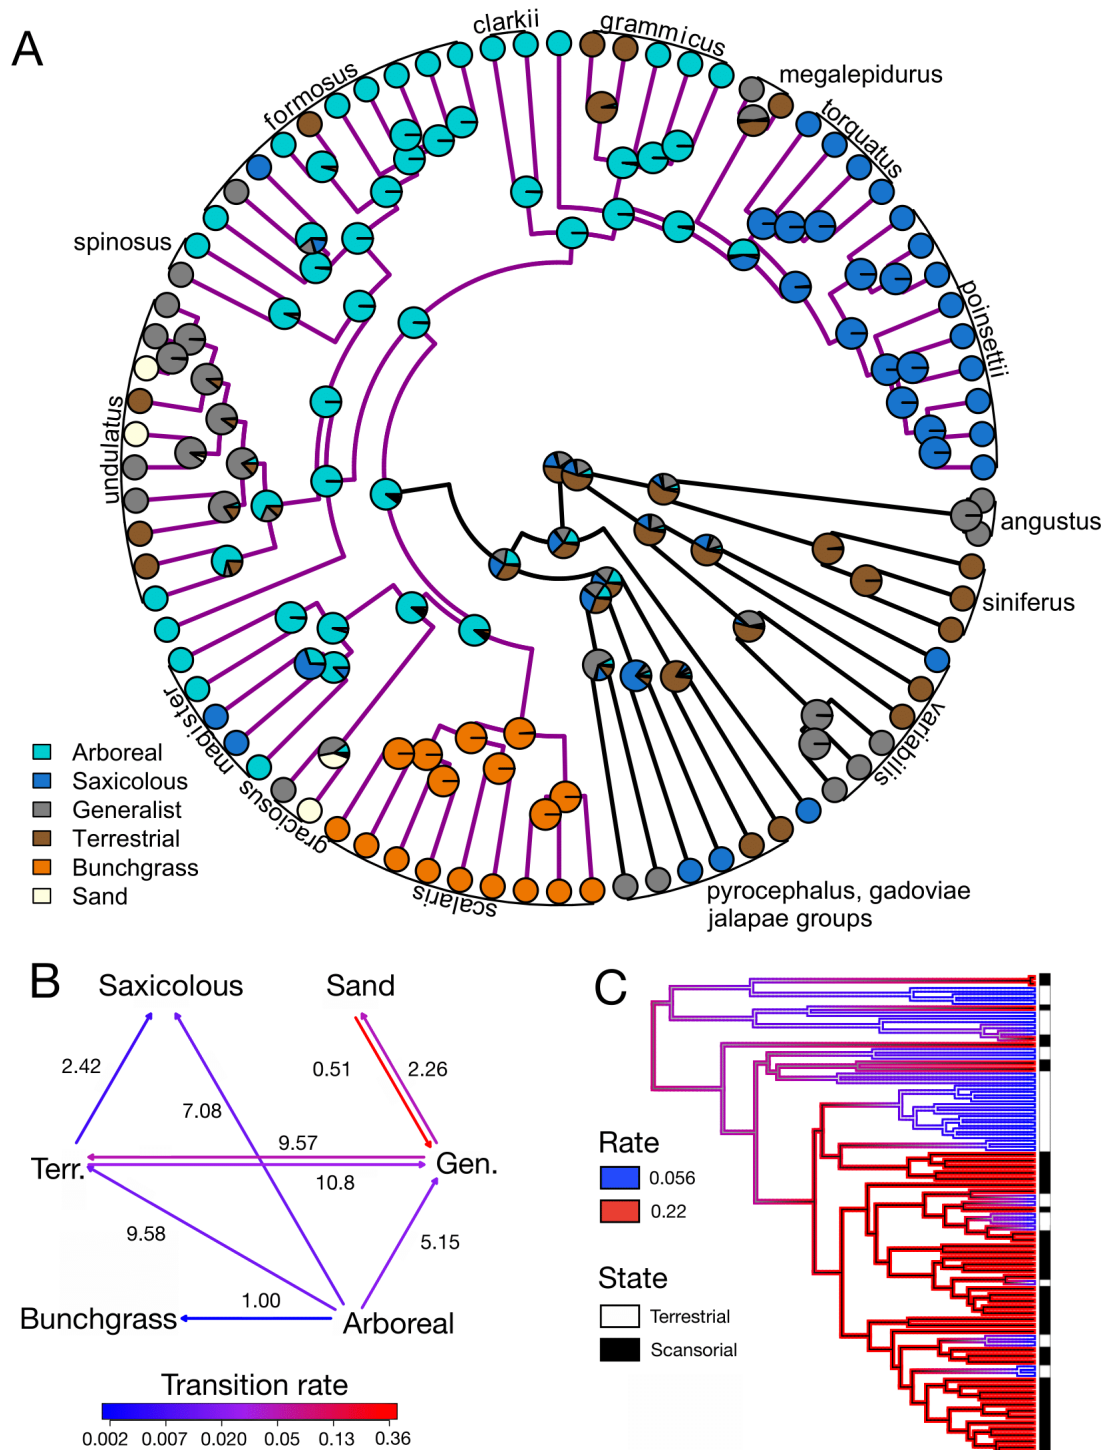 A
clarkii
grammicus
megalepidurus
torquatus
formosus
spinosus
poinsettii
undulatus
angustus
siniferus
variabilis
magister
graciosus
scalaris
pyrocephalus, gadoviae
jalapae groups
Arboreal
Saxicolous
Generalist
Terrestrial
Bunchgrass
Sand
B
Saxicolous
Sand
2.42
0.51
2.26
7.08
9.57
Terr.
Gen.
10.8
9.58
5.15
1.00
Bunchgrass
Arboreal
Transition rate
0.002 0.007 0.020 0.05 0.13 0.36
C
Rate
0.056
0.22
State
Terrestrial
Scansorial